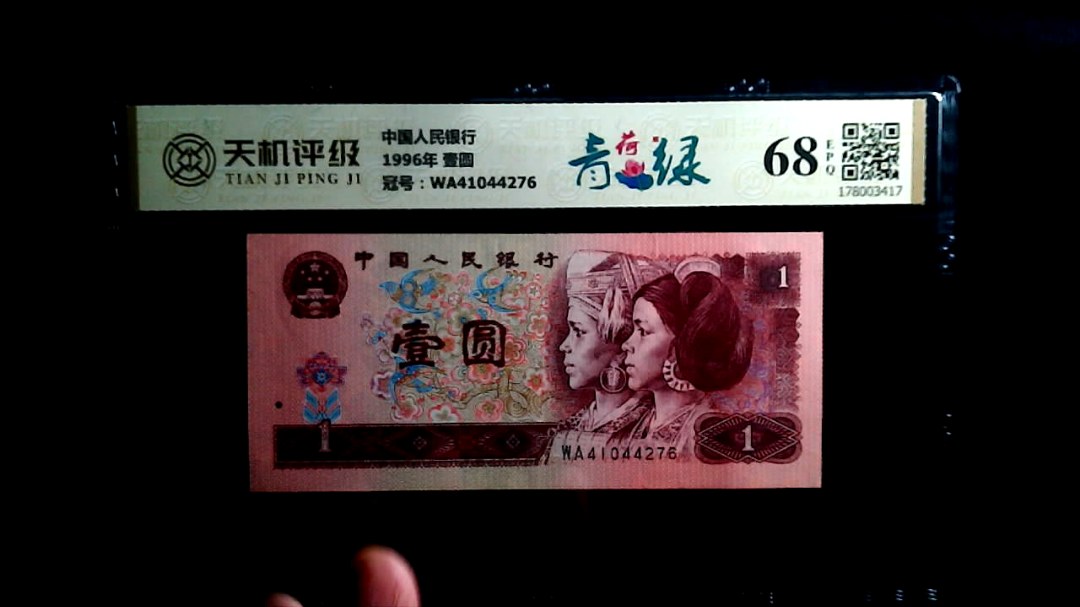 天机评级
TIAN JI PING JI
中国人民银行
1996年 壹圆
冠号：WA41044276
青荷绿
68
EPQ
178003417
中国人民银行
1
壹圆
1
WA41044276
1